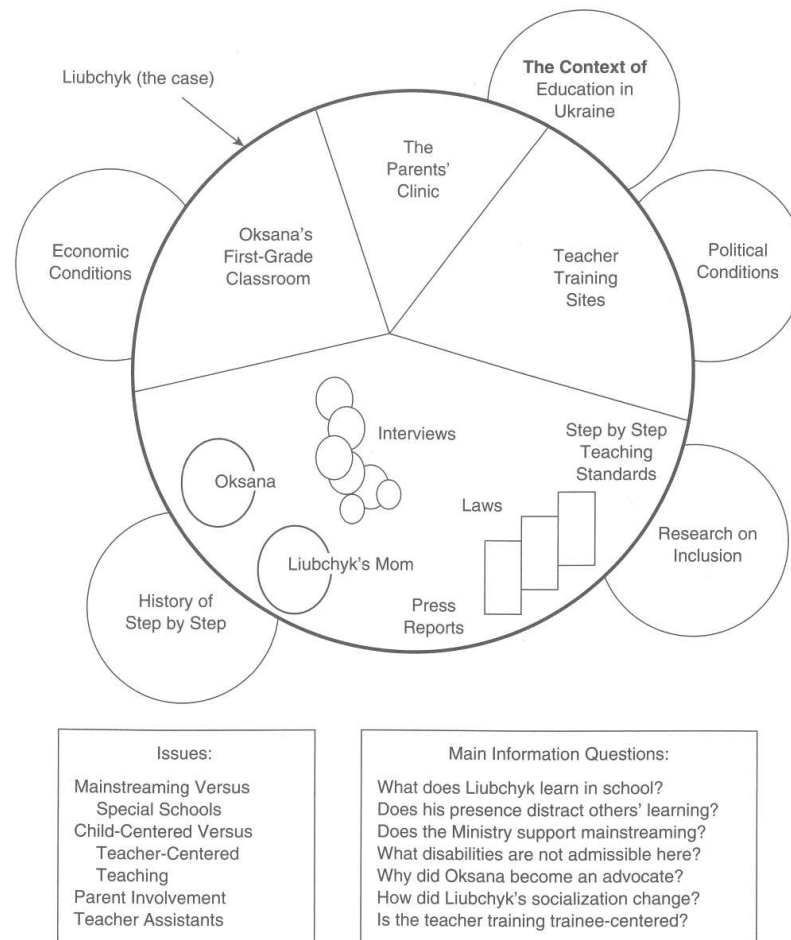 Liubchyk (the case)
The Context of
Education in
Ukraine
The
Parents'
Clinic
Economic
Conditions
Oksana's
First-Grade
Classroom
Teacher
Training
Sites
Political
Conditions
Interviews
Step by Step
Teaching
Standards
Oksana
Laws
Liubchyk's Mom
Research on
Inclusion
History of
Step by Step
Press
Reports
Issues:
Mainstreaming Versus
Special Schools
Child-Centered Versus
Teacher-Centered
Teaching
Parent Involvement
Teacher Assistants
Main Information Questions:
What does Liubchyk learn in school?
Does his presence distract others' learning?
Does the Ministry support mainstreaming?
What disabilities are not admissible here?
Why did Oksana become an advocate?
How did Liubchyk's socialization change?
Is the teacher training trainee-centered?